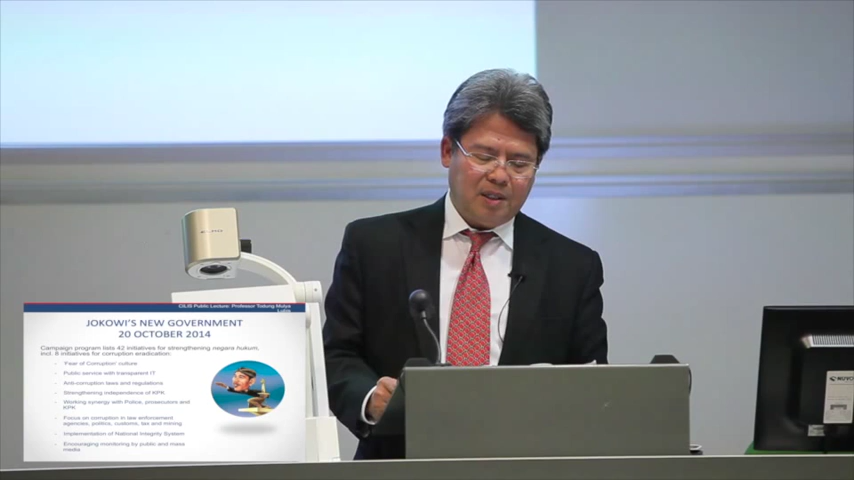 CILIS Public Lecture: Professor Todung Mulya
Lubis
JOKOWI'S NEW GOVERNMENT
20 OCTOBER 2014
Campaign program lists 42 initiatives for strengthening negara hukum,
incl. 8 initiatives for corruption eradication:
- 'Fear of Corruption' culture
- Public service with transparent IT
- Anti-corruption laws and regulations
- Strengthening independence of KPK
- Working synergy with Police, prosecutors and
KPK
- Focus on corruption in law enforcement
agencies, politics, customs, tax and mining
- Implementation of National Integrity System
- Encouraging monitoring by public and mass
media